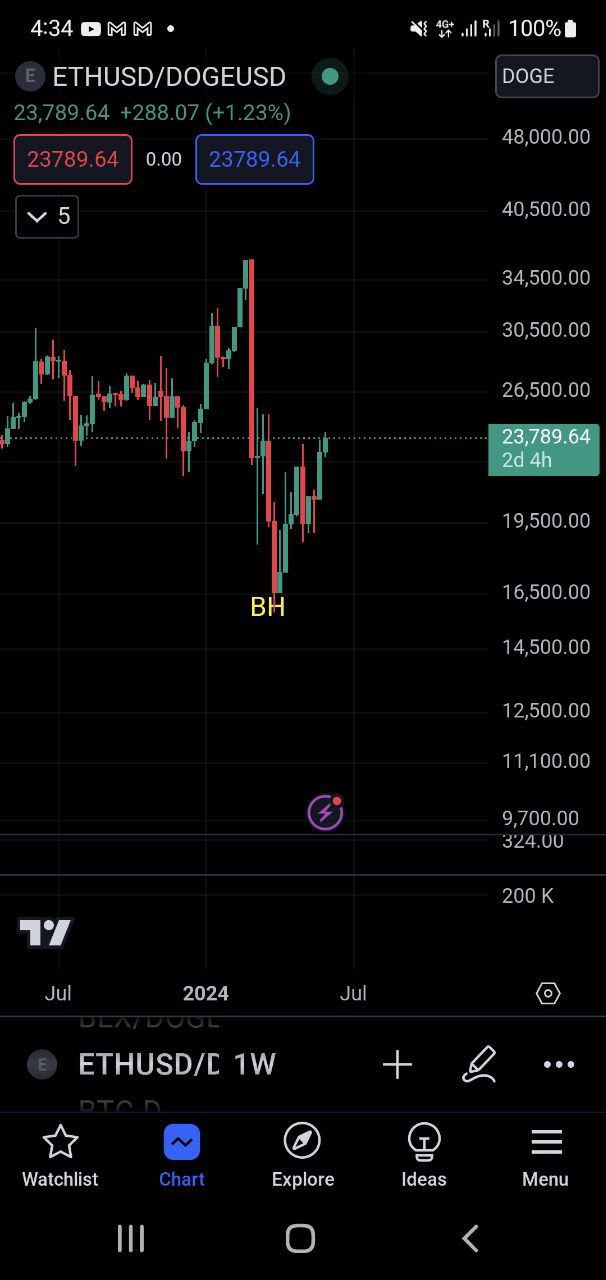 4:34 4G+ R 100%
E ETHUSD/DOGEUSD DOGE
23,789.64 +288.07 (+1.23%)
48,000.00
23789.64 0.00 23789.64
40,500.00
5
34,500.00
30,500.00
26,500.00
23,789.64
2d 4h
19,500.00
16,500.00
BH
14,500.00
12,500.00
11,100.00
9,700.00
324.00
200 K
Jul 2024 Jul
E ETHUSD/D 1W
BTC.D
Watchlist Chart Explore Ideas Menu